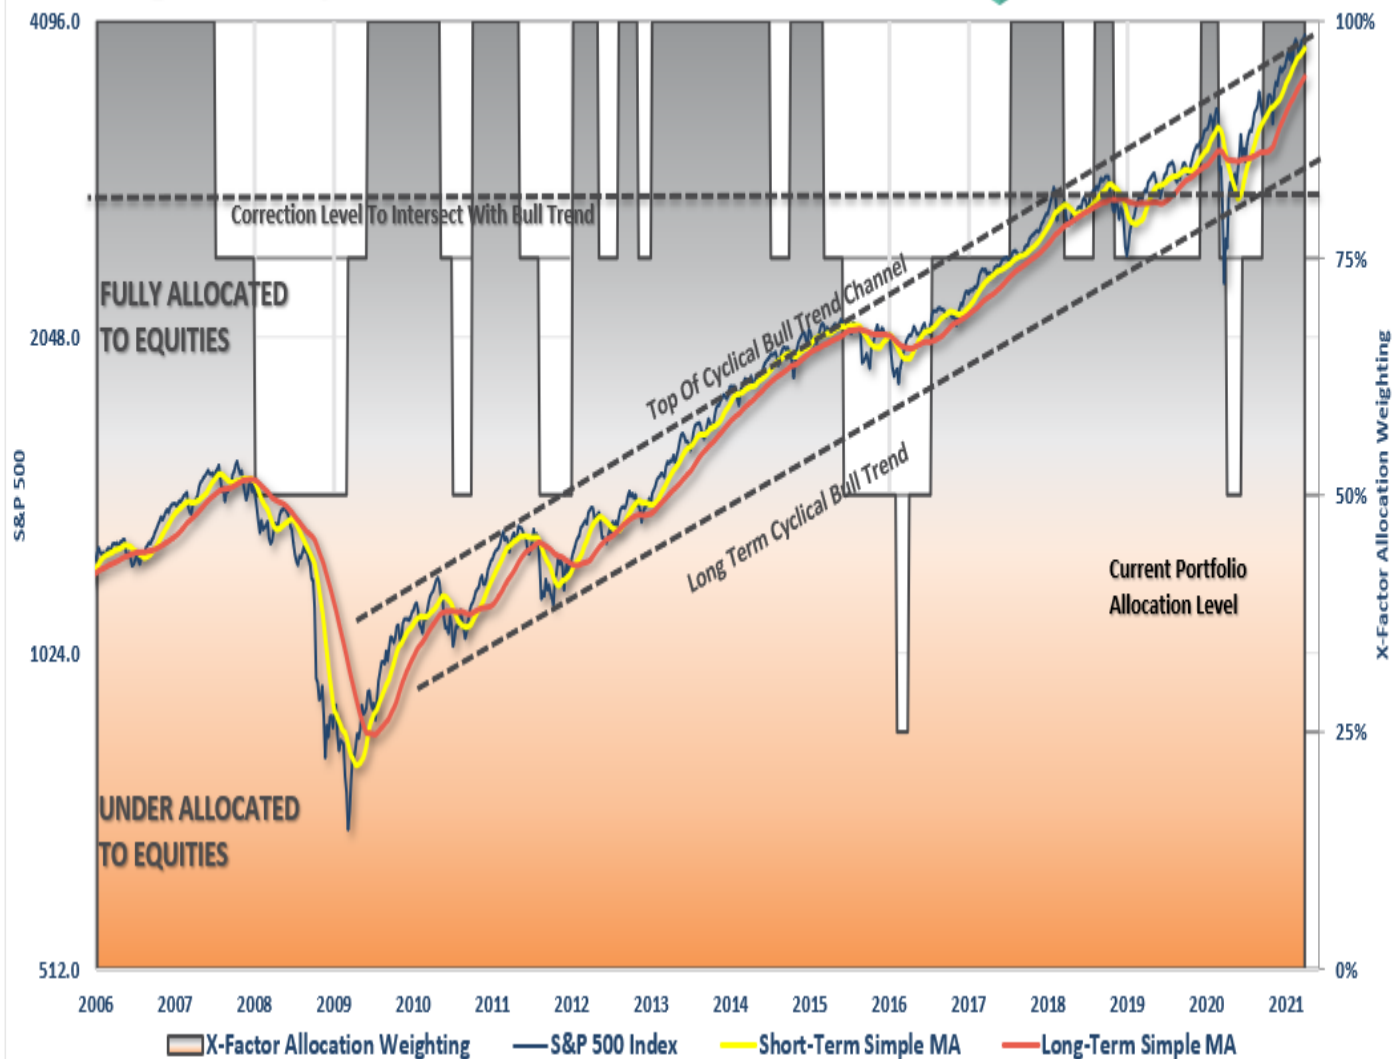 4096.0
100%
Correction Level To Intersect With Bull Trend
75%
FULLY ALLOCATED
TO EQUITIES
Top Of Cyclical Bull Trend Channel
2048.0
X-Factor Allocation Weighting
S&P 500
50%
Long Term Cyclical Bull Trend
Current Portfolio
Allocation Level
1024.0
25%
UNDER ALLOCATED
TO EQUITIES
512.0
0%
2006 2007 2008 2009 2010 2011 2012 2013 2014 2015 2016 2017 2018 2019 2020 2021
X-Factor Allocation Weighting S&P 500 Index Short-Term Simple MA Long-Term Simple MA